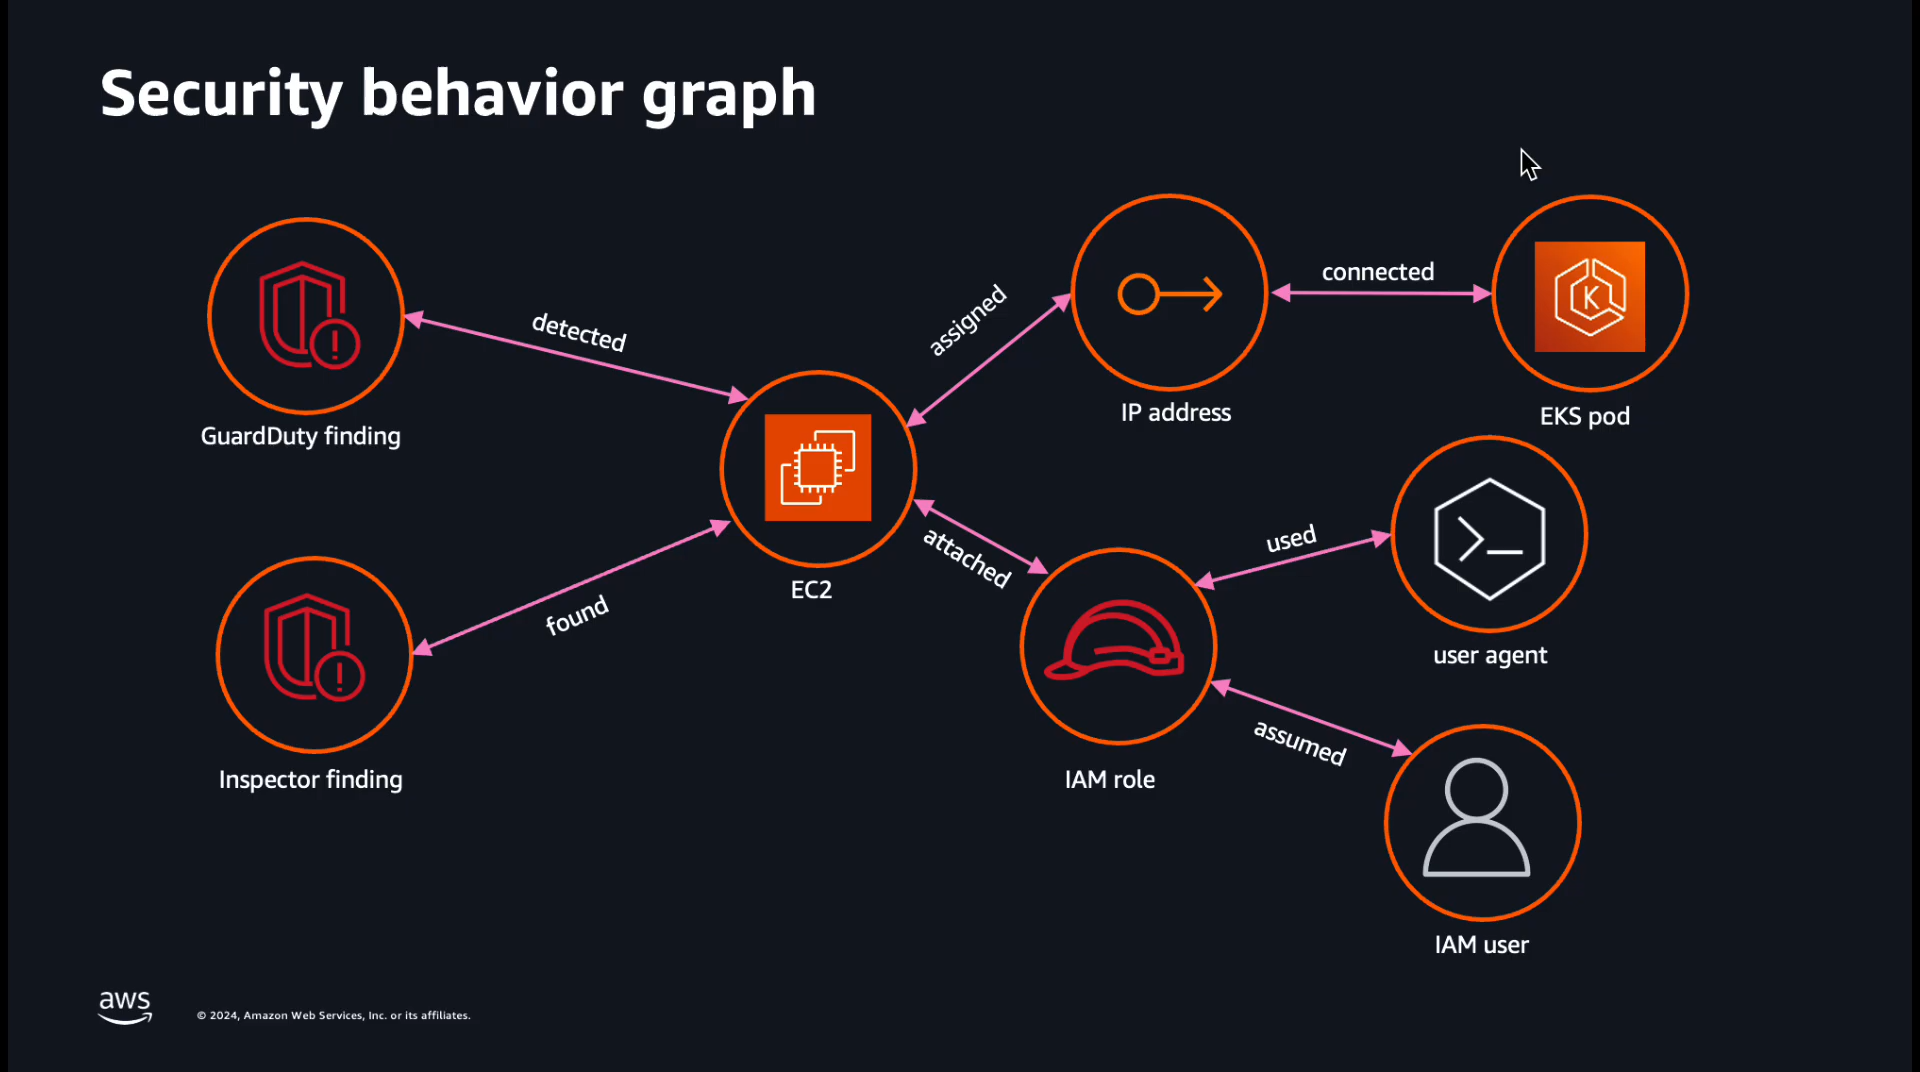 Security behavior graph
detected
GuardDuty finding
found
Inspector finding
EC2
assigned
IP address
connected
K
EKS pod
attached
IAM role
used
>_
user agent
assumed
IAM user
aws
© 2024, Amazon Web Services, Inc. or its affiliates.